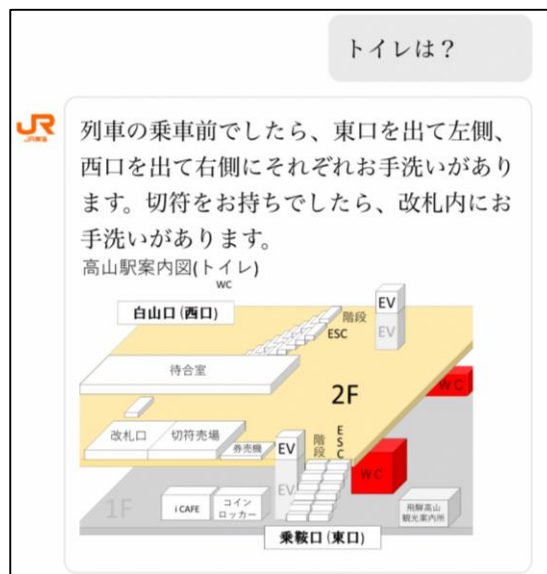 トイレは？
JR
JR東海
列車の乗車前でしたら、東口を出て左側、
西口を出て右側にそれぞれお手洗いがあり
ます。切符をお持ちでしたら、改札内にお
手洗いがあります。
高山駅案内図(トイレ)
WC
白山口(西口)
階段
EV
EV
ESC
待合室
2F
WC
改札口
切符売場
券売機
EV
階段
ESC
WC
EV
1F
i CAFE
コイン
ロッカー
飛騨高山
観光案内所
乗鞍口(東口)